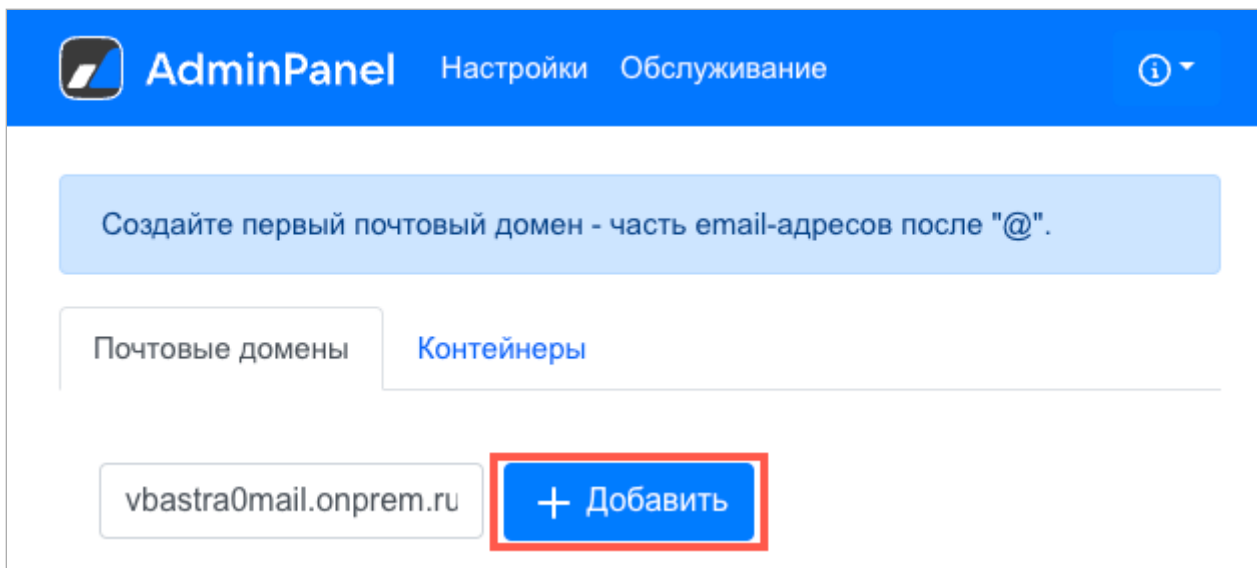 AdminPanel Настройки Обслуживание
Создайте первый почтовый домен - часть email-адресов после "@".
Почтовые домены Контейнеры
vbastra0mail.onprem.ru + Добавить